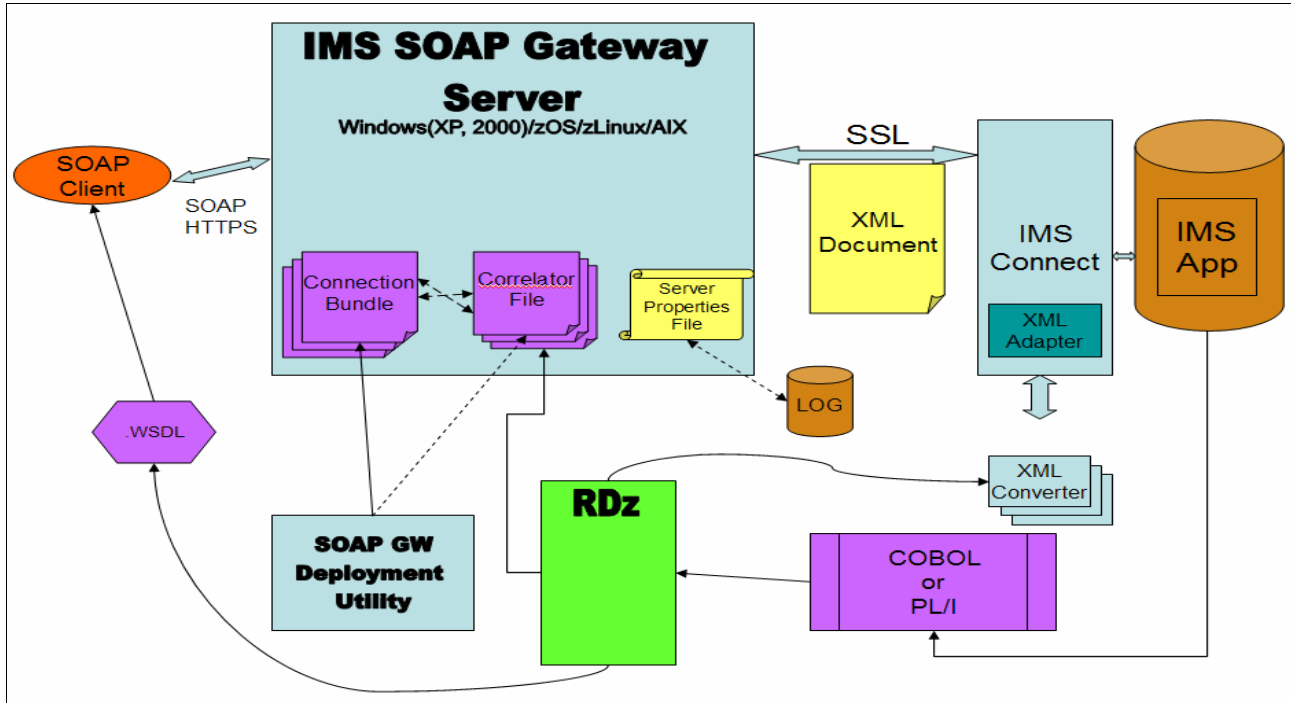 IMS SOAP Gateway
Server
Windows(XP, 2000)/zOS/zLinux/AIX
SOAP
Client
SOAP
HTTPS
SSL
XML
Document
IMS
Connect
XML
Adapter
IMS
App
Connection
Bundle
Correlator
File
Server
Properties
File
LOG
.WSDL
SOAP GW
Deployment
Utility
RDz
XML
Converter
COBOL
or
PL/I